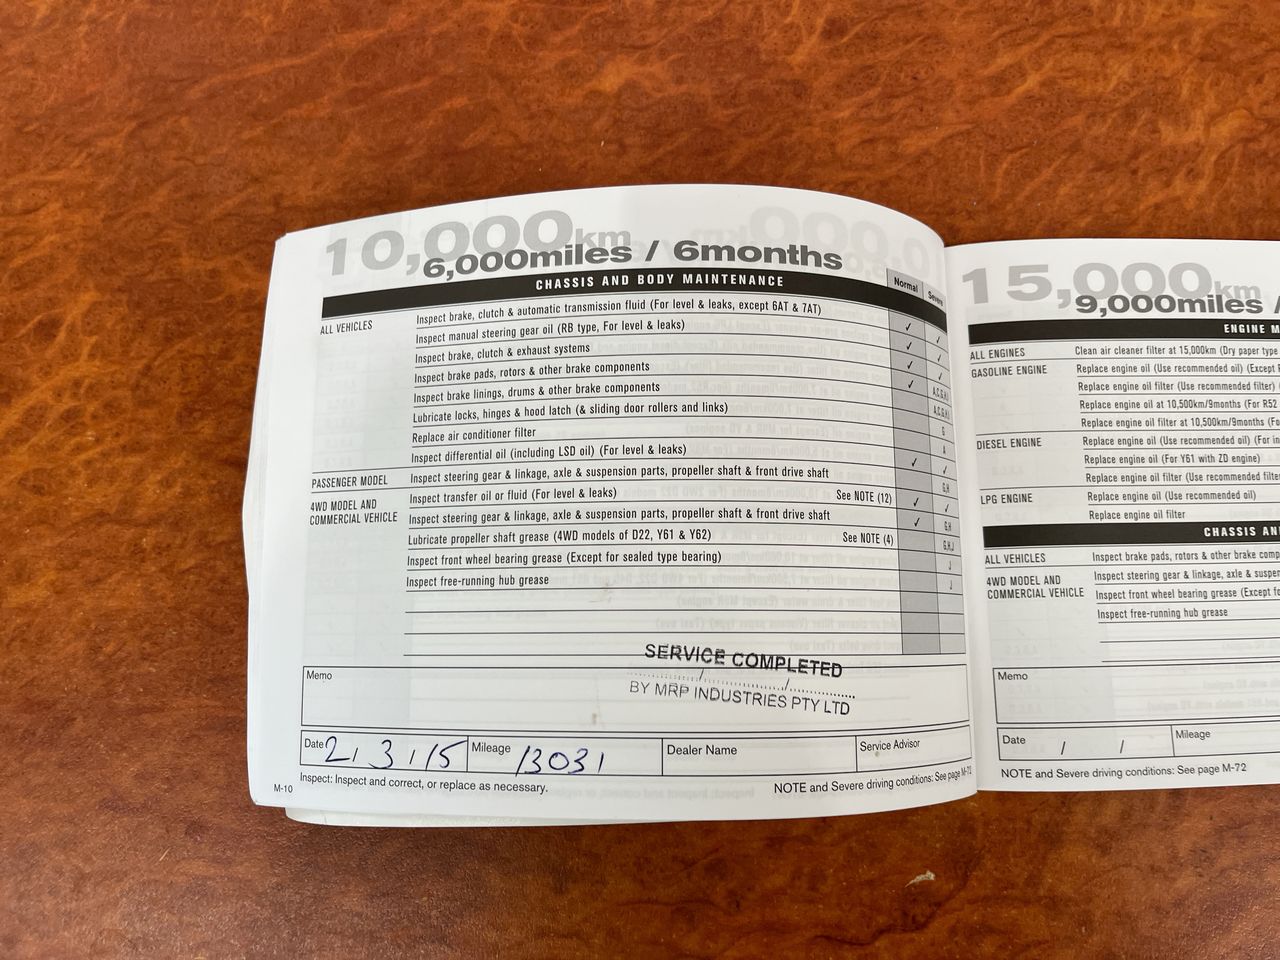 10,000km
6,000miles / 6months
CHASSIS AND BODY MAINTENANCE
Normal
Severe
ALL VEHICLES
Inspect brake, clutch & automatic transmission fluid (For level & leaks, except 6AT & 7AT) ✓ ✓
Inspect manual steering gear oil (RB type, For level & leaks) ✓ ✓
Inspect brake, clutch & exhaust systems ✓ ✓
Inspect brake pads, rotors & other brake components ✓
Inspect brake linings, drums & other brake components
Lubricate locks, hinges & hood latch (& sliding door rollers and links) G
Replace air conditioner filter A
Inspect differential oil (including LSD oil) (For level & leaks) ✓ ✓
PASSENGER MODEL
Inspect steering gear & linkage, axle & suspension parts, propeller shaft & front drive shaft G,H
4WD MODEL AND
COMMERCIAL VEHICLE
Inspect transfer oil or fluid (For level & leaks) See NOTE (12) ✓ ✓
Inspect steering gear & linkage, axle & suspension parts, propeller shaft & front drive shaft ✓ G,H
Lubricate propeller shaft grease (4WD models of D22, Y61 & Y62) See NOTE (4) G,H,J
Inspect front wheel bearing grease (Except for sealed type bearing) J
Inspect free-running hub grease J
Memo
SERVICE COMPLETED
....../....../......
BY MRP INDUSTRIES PTY LTD
Date 2/3/15
Mileage 13031
Dealer Name
Service Advisor
Inspect: Inspect and correct, or replace as necessary.
M-10
NOTE and Severe driving conditions: See page M-72
15,000km
9,000miles /
ENGINE M
ALL ENGINES
Clean air cleaner filter at 15,000km (Dry paper type
GASOLINE ENGINE
Replace engine oil (Use recommended oil) (Except
Replace engine oil filter (Use recommended filter) (
Replace engine oil at 10,500km/9months (For R52
Replace engine oil filter at 10,500km/9months (Fo
DIESEL ENGINE
Replace engine oil (Use recommended oil) (For in
Replace engine oil (For Y61 with ZD engine)
Replace engine oil filter (Use recommended filter
LPG ENGINE
Replace engine oil (Use recommended oil)
Replace engine oil filter
CHASSIS AN
ALL VEHICLES
Inspect brake pads, rotors & other brake comp
4WD MODEL AND
COMMERCIAL VEHICLE
Inspect steering gear & linkage, axle & suspen
Inspect front wheel bearing grease (Except fo
Inspect free-running hub grease
Memo
Date / /
Mileage
NOTE and Severe driving conditions: See page M-72